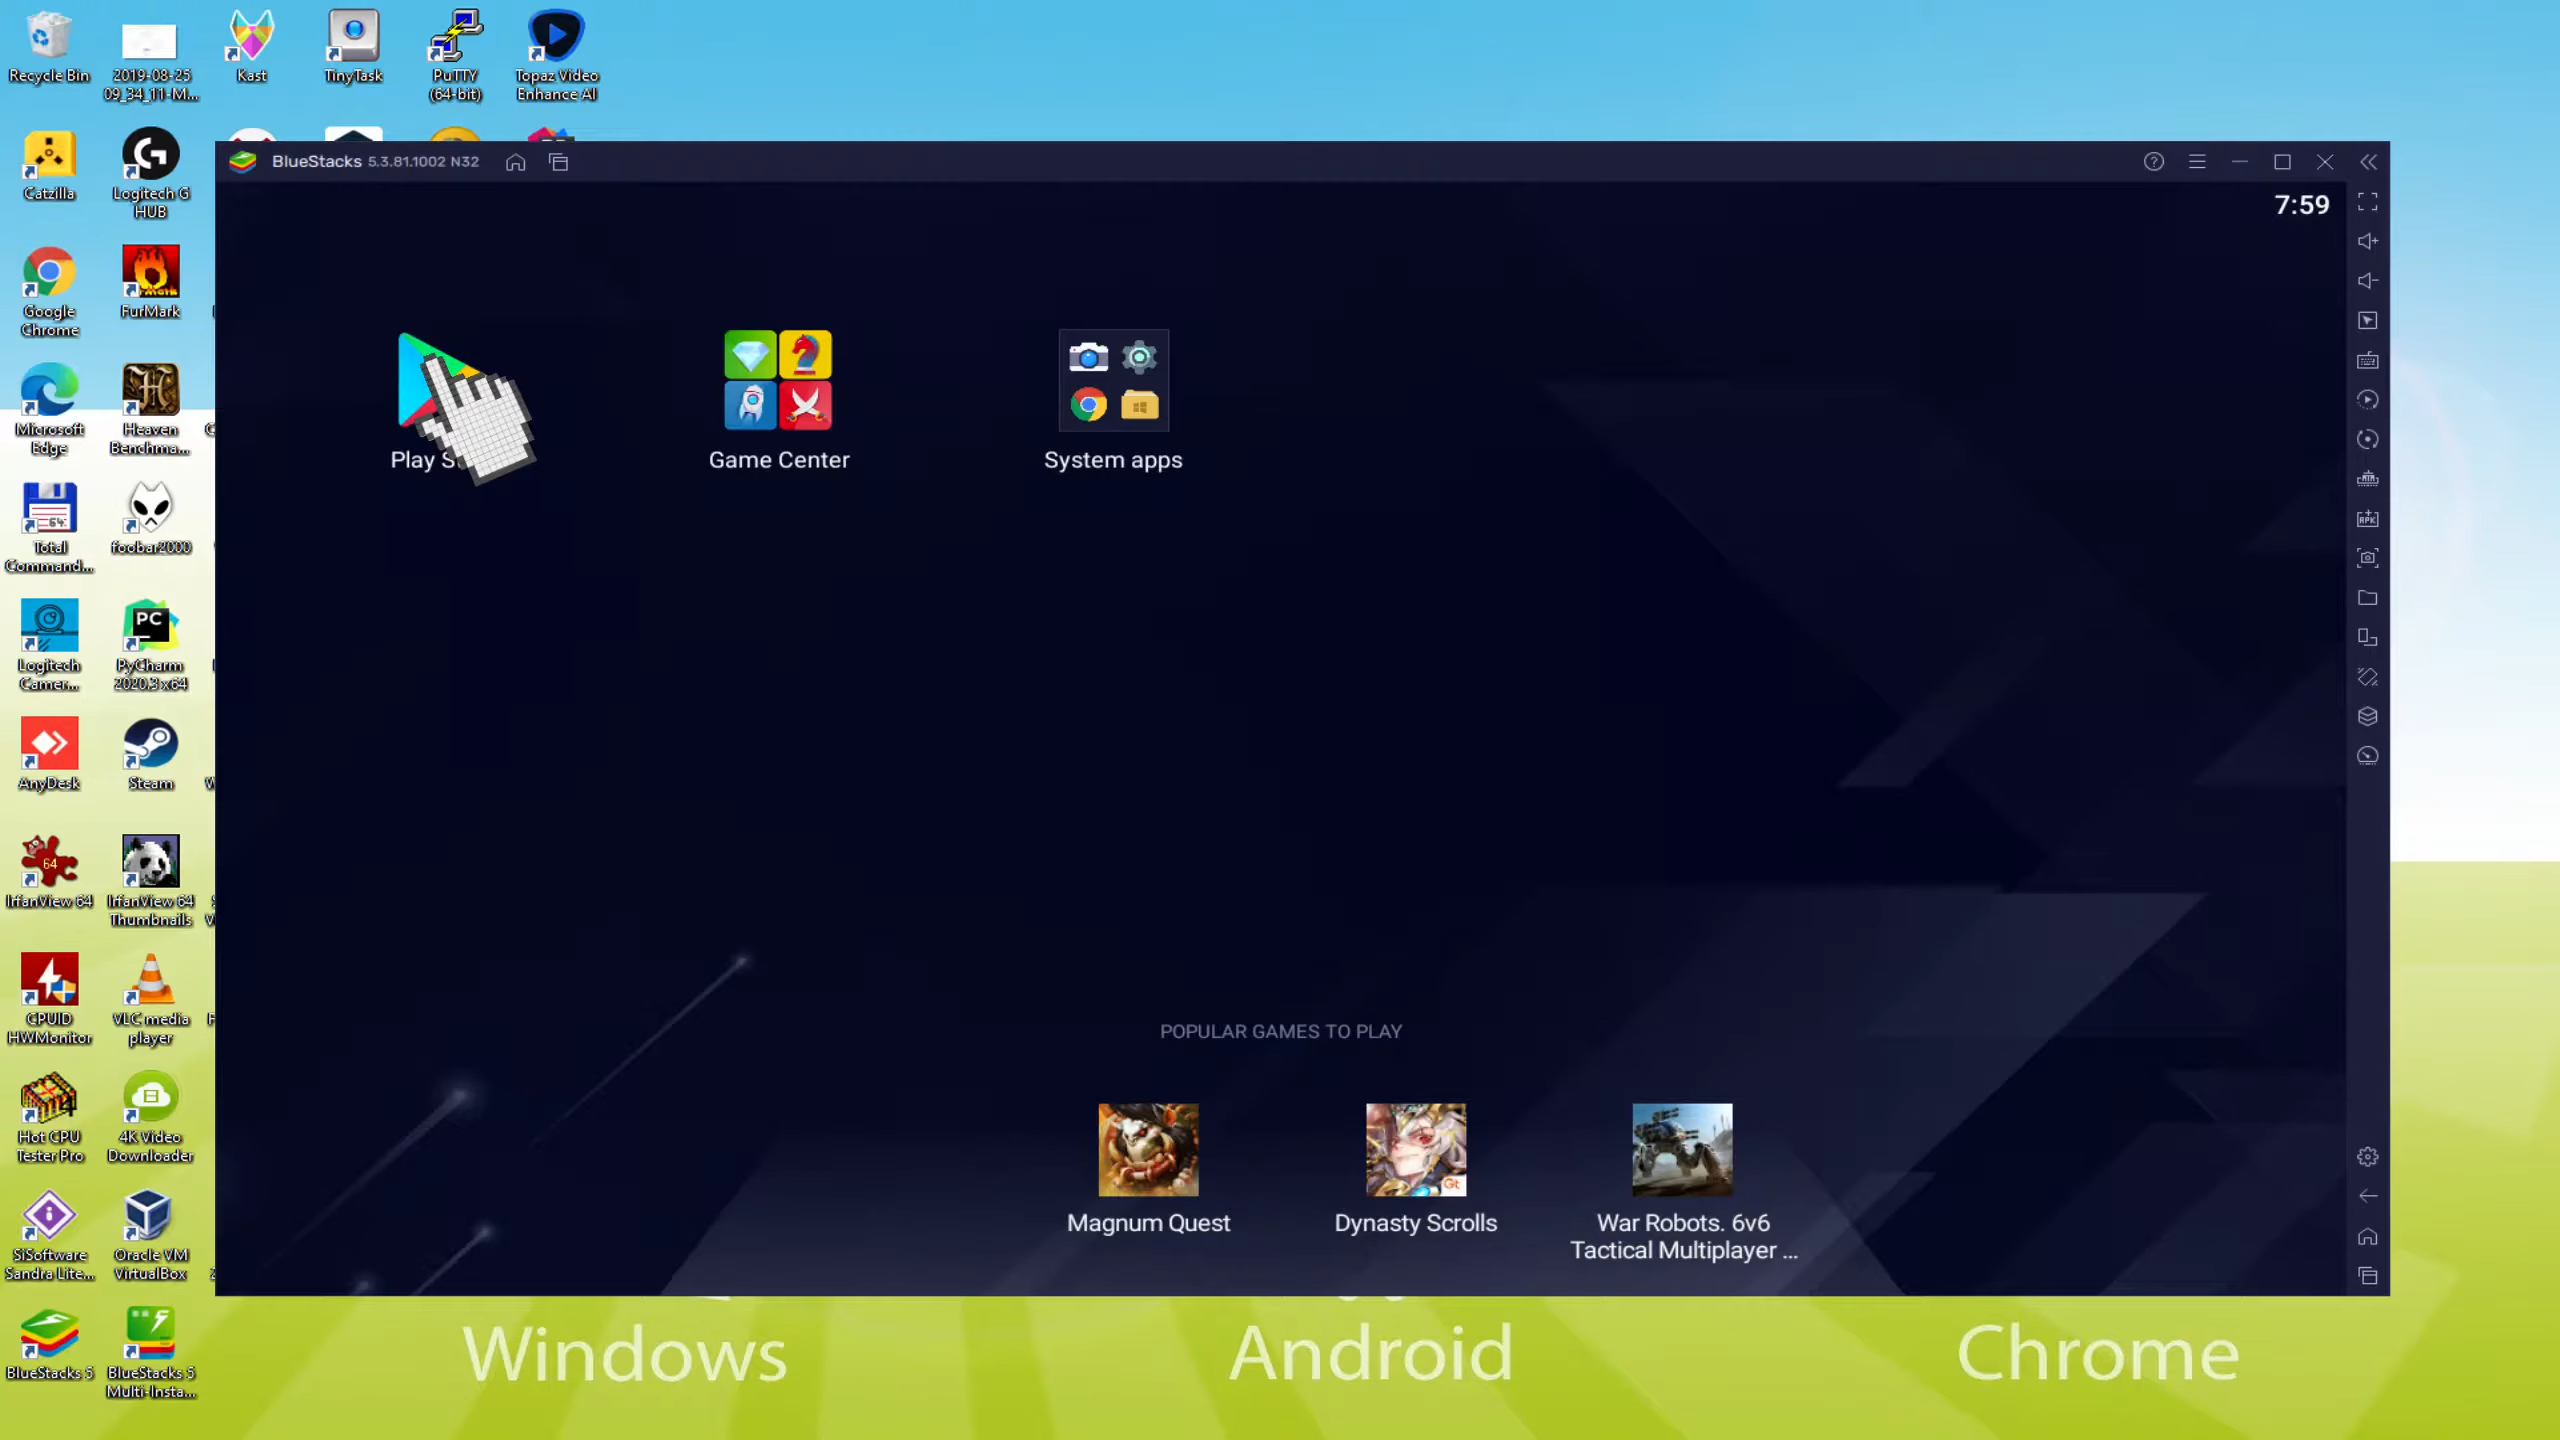 Recycle Bin
2019-08-25
09_34_11-M...
Kast
TinyTask
PuTTY
(64-bit)
Topaz Video
Enhance AI
Catzilla
Logitech G
HUB
Google
Chrome
FurMark
Microsoft
Edge
Heaven
Benchma...
Total
Command...
foobar2000
Logitech
Camer...
PyCharm
2020.3 x64
AnyDesk
Steam
IrfanView 64
IrfanView 64
Thumbnails
CPUID
HWMonitor
VLC media
player
Hot CPU
Tester Pro
4K Video
Downloader
SiSoftware
Sandra Lite...
Oracle VM
VirtualBox
BlueStacks 5
BlueStacks 5
Multi-Insta...
BlueStacks 5.3.81.1002 N32
7:59
Play S
Game Center
System apps
POPULAR GAMES TO PLAY
Magnum Quest
Dynasty Scrolls
War Robots. 6v6
Tactical Multiplayer ...
Windows
Android
Chrome